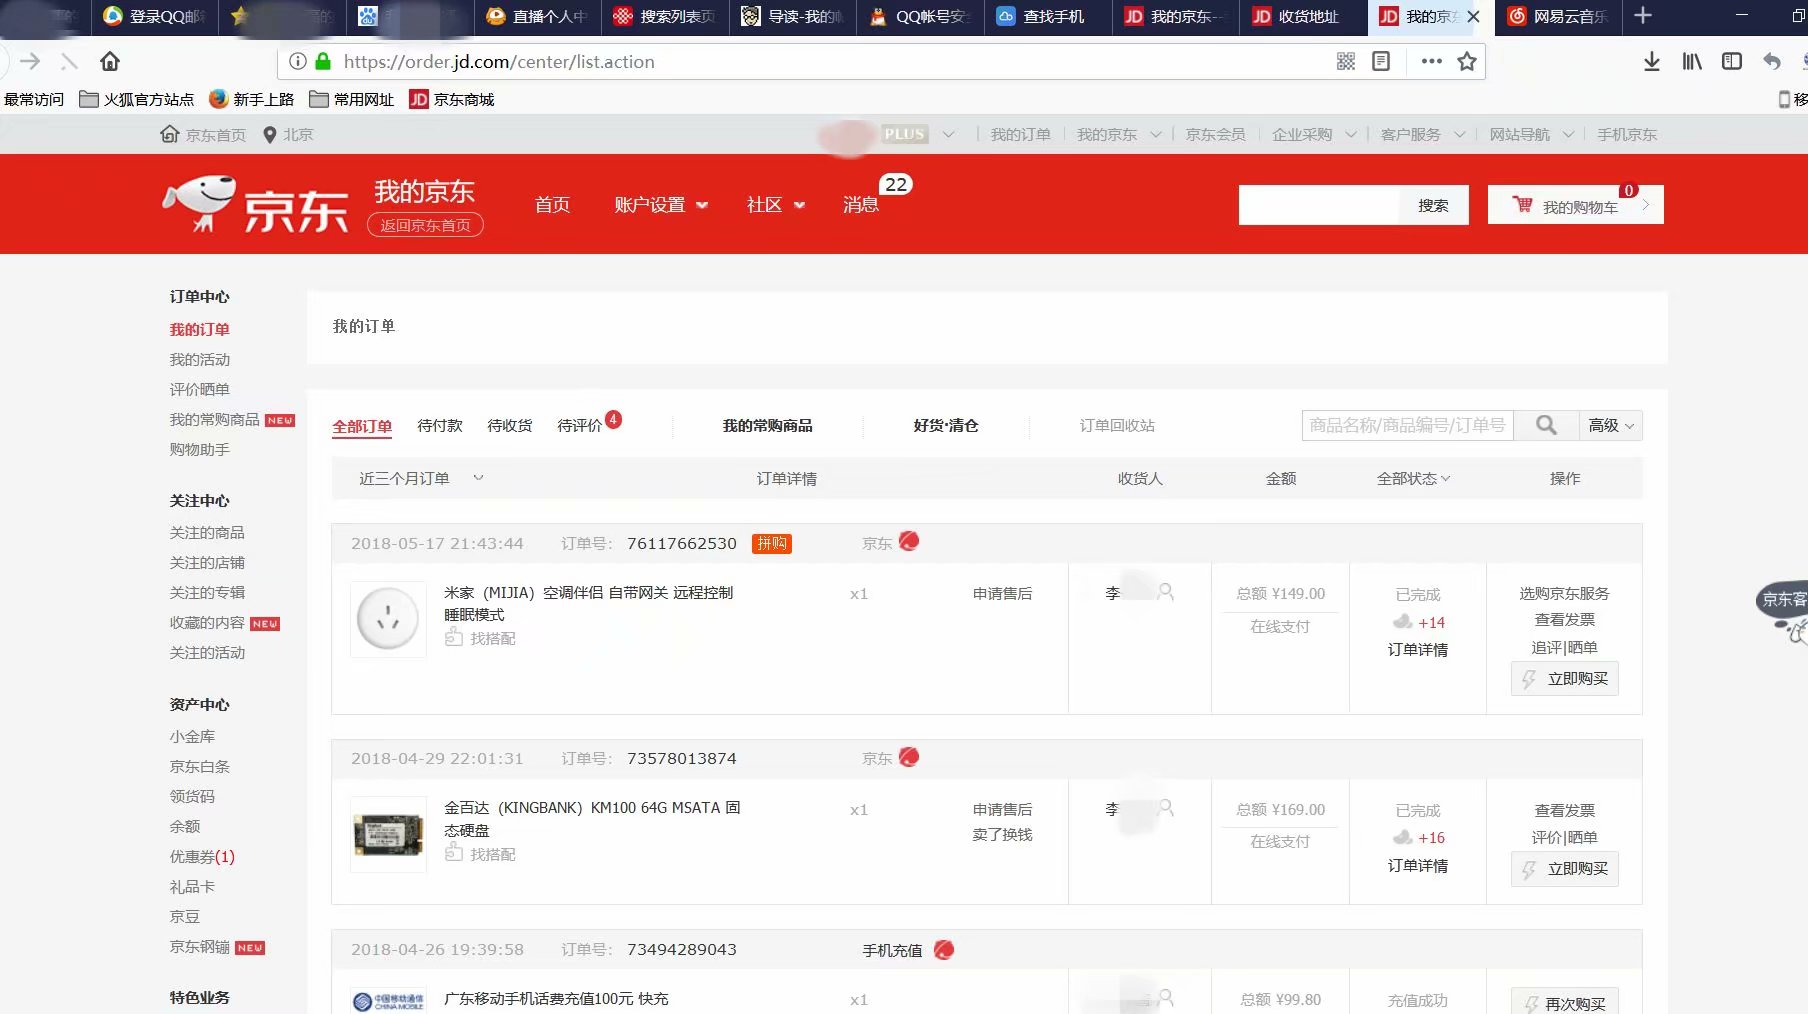 登录QQ邮
直播个人中
搜索列表页
导读-我的
QQ帐号安全
查找手机
我的京东--
收货地址
我的京东
网易云音乐
https://order.jd.com/center/list.action
最常访问 火狐官方站点 新手上路 常用网址 JD 京东商城
京东首页 北京
PLUS 我的订单 我的京东 京东会员 企业采购 客户服务 网站导航 手机京东
京东 我的京东
返回京东首页
首页 账户设置 社区 消息 22
搜索
我的购物车 0
订单中心
我的订单
我的活动
评价晒单
我的常购商品 NEW
购物助手
关注中心
关注的商品
关注的店铺
关注的专辑
收藏的内容 NEW
关注的活动
资产中心
小金库
京东白条
领货码
余额
优惠券(1)
礼品卡
京豆
京东钢镚 NEW
特色业务
我的订单
全部订单 待付款 待收货 待评价 4 我的常购商品 好货·清仓 订单回收站 商品名称/商品编号/订单号 高级
近三个月订单 订单详情 收货人 金额 全部状态 操作
2018-05-17 21:43:44 订单号: 76117662530 拼购 京东
米家（MIJIA）空调伴侣 自带网关 远程控制
睡眠模式
找搭配
x1
申请售后
李
总额 ¥149.00
在线支付
已完成
+14
订单详情
选购京东服务
查看发票
追评|晒单
立即购买
2018-04-29 22:01:31 订单号: 73578013874 京东
金百达（KINGBANK）KM100 64G MSATA 固
态硬盘
找搭配
x1
申请售后
卖了换钱
李
总额 ¥169.00
在线支付
已完成
+16
订单详情
查看发票
评价|晒单
立即购买
2018-04-26 19:39:58 订单号: 73494289043 手机充值
中国移动通信
CHINA MOBILE
广东移动手机话费充值100元 快充
x1
总额 ¥99.80
充值成功
再次购买
京东客